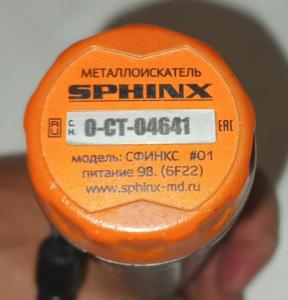 МЕТАЛЛОИСКАТЕЛЬ
SPHINX
С.Н. 0-СТ-04641 EAC
модель: СФИНКС #01
питание 9В. (6F22)
www.sphinx-md.ru